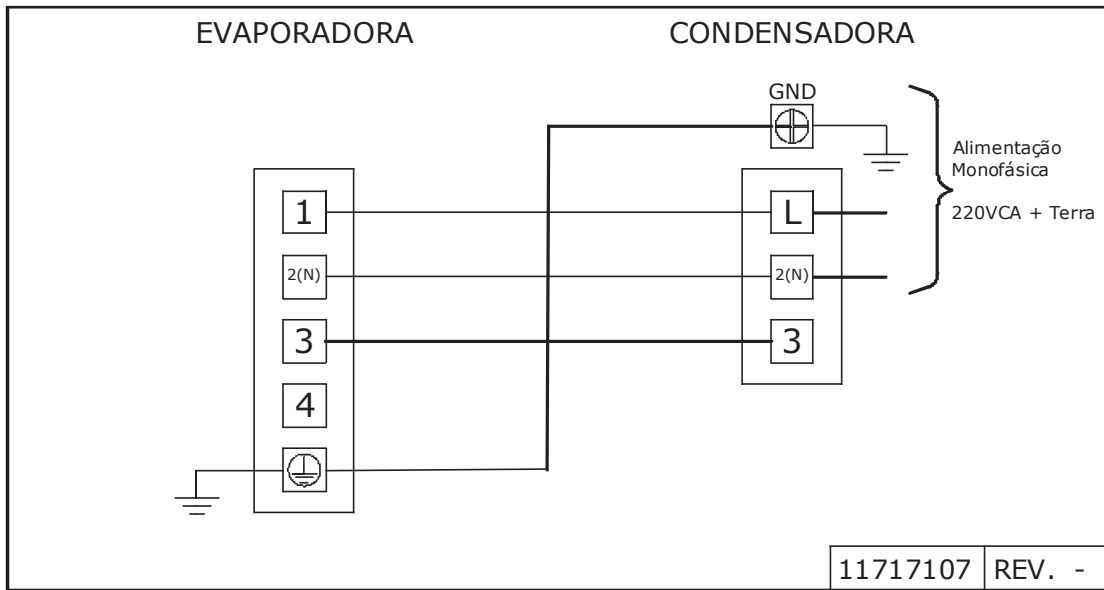 EVAPORADORA
CONDENSADORA
GND
Alimentação
Monofásica
220VCA + Terra
1
L
2(N)
2(N)
3
3
4
11717107
REV. -